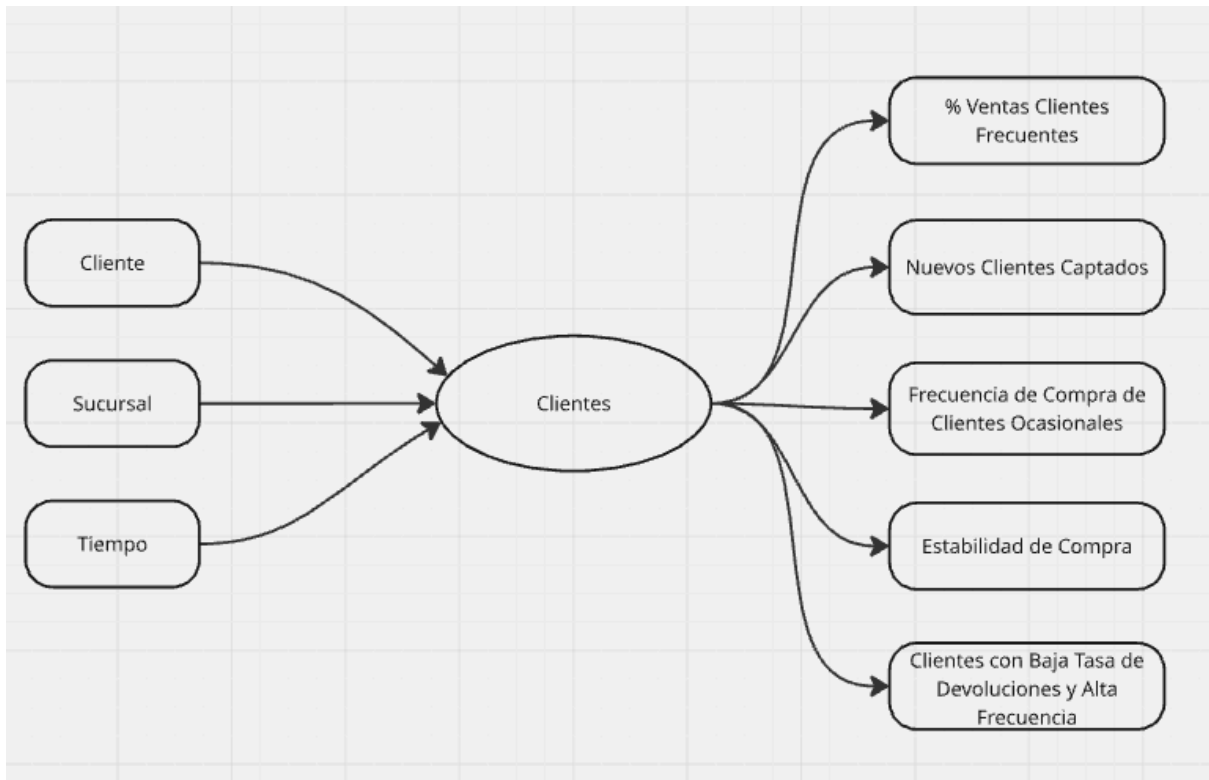 Cliente
Sucursal
Tiempo
Clientes
% Ventas Clientes
Frecuentes
Nuevos Clientes Captados
Frecuencia de Compra de
Clientes Ocasionales
Estabilidad de Compra
Clientes con Baja Tasa de
Devoluciones y Alta
Frecuencia